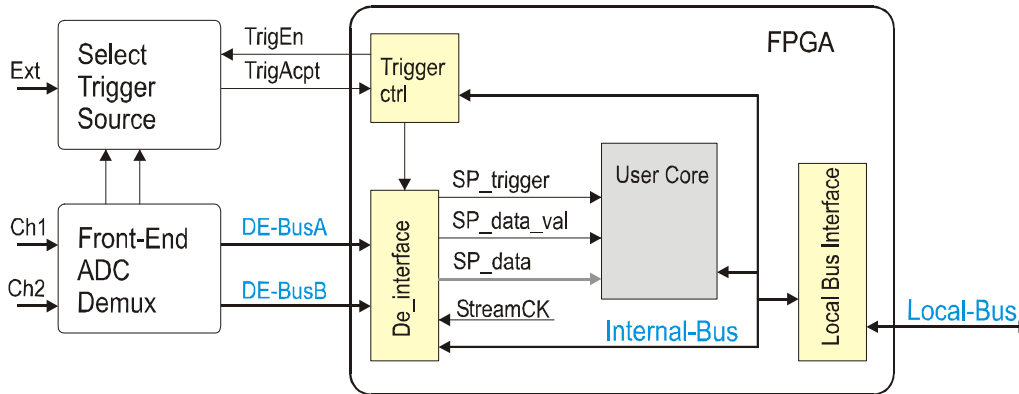 FPGA
TrigEn
TrigAcpt
Ext
Select
Trigger
Source
Trigger
ctrl
SP_trigger
SP_data_val
SP_data
StreamCK
User Core
De_interface
Local Bus Interface
Ch1
Ch2
Front-End
ADC
Demux
DE-BusA
DE-BusB
Internal-Bus
Local-Bus